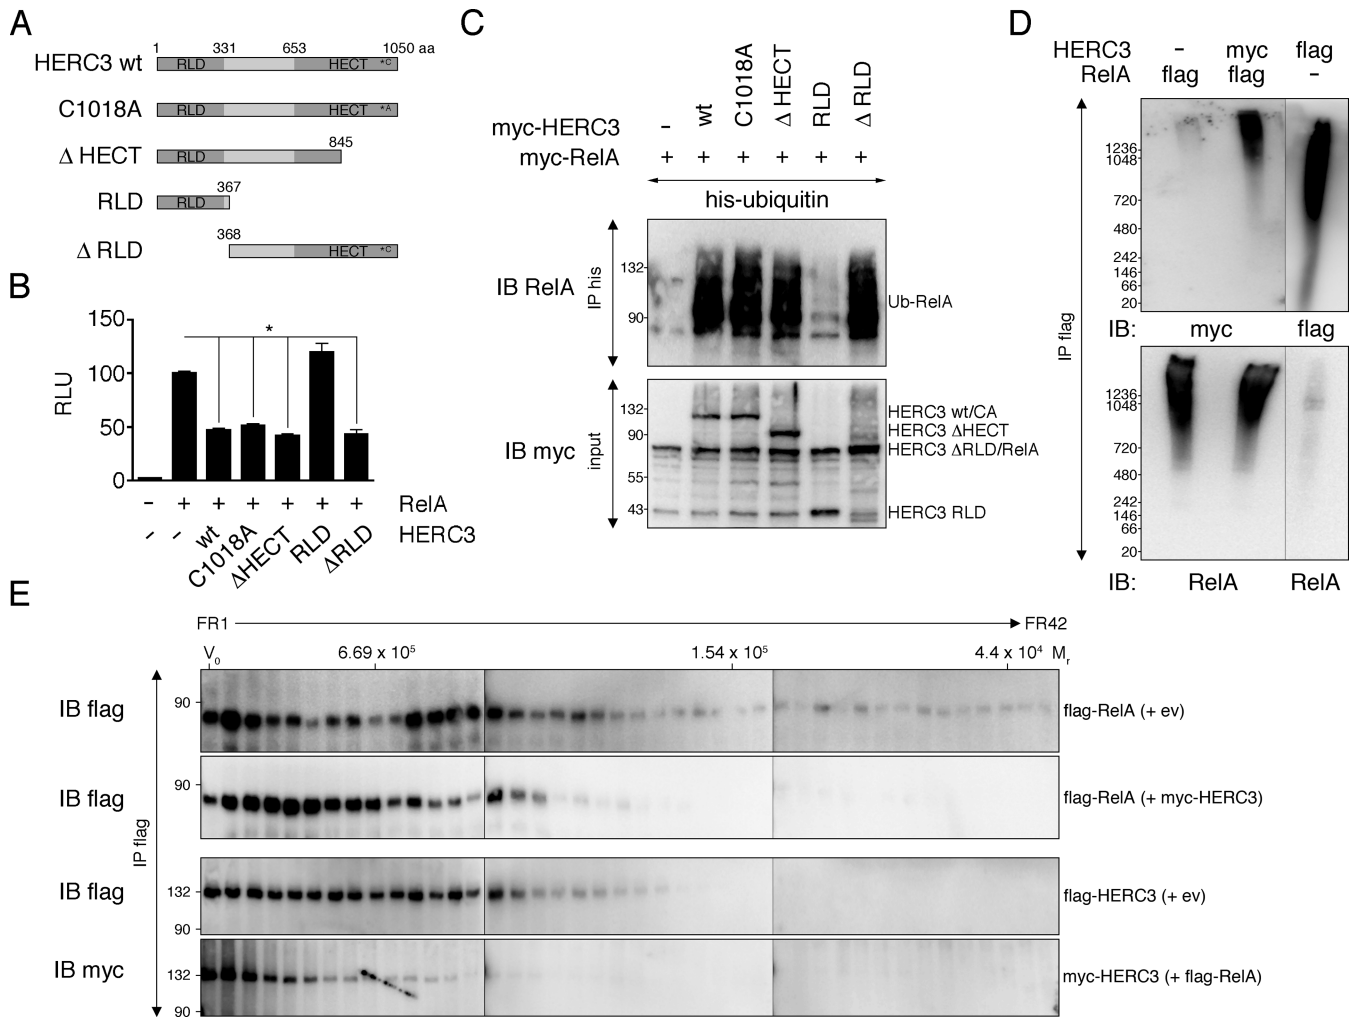 A
1 331 653 1050 aa
HERC3 wt RLD HECT *C
C1018A RLD HECT *A
845
Δ HECT RLD
367
RLD RLD
368
Δ RLD HECT *C
B
150
100
50
0
RLU
*
– + + + + + + RelA
– – wt C1018A ΔHECT RLD ΔRLD HERC3
C
myc-HERC3 – wt C1018A Δ HECT RLD Δ RLD
myc-RelA + + + + + +
his-ubiquitin
IB RelA IP his
132
90
Ub-RelA
IB myc input
132
90
55
43
HERC3 wt/CA
HERC3 ΔHECT
HERC3 ΔRLD/RelA
HERC3 RLD
D
HERC3 – myc flag
RelA flag flag –
IP flag
1236
1048
720
480
242
146
66
20
IB: myc flag
1236
1048
720
480
242
146
66
20
IB: RelA RelA
E
FR1 FR42
V0 6.69 x 10⁵ 1.54 x 10⁵ 4.4 x 10⁴ Mr
IP flag
IB flag 90 flag-RelA (+ ev)
IB flag 90 flag-RelA (+ myc-HERC3)
IB flag 132 flag-HERC3 (+ ev)
90
IB myc 132 myc-HERC3 (+ flag-RelA)
90